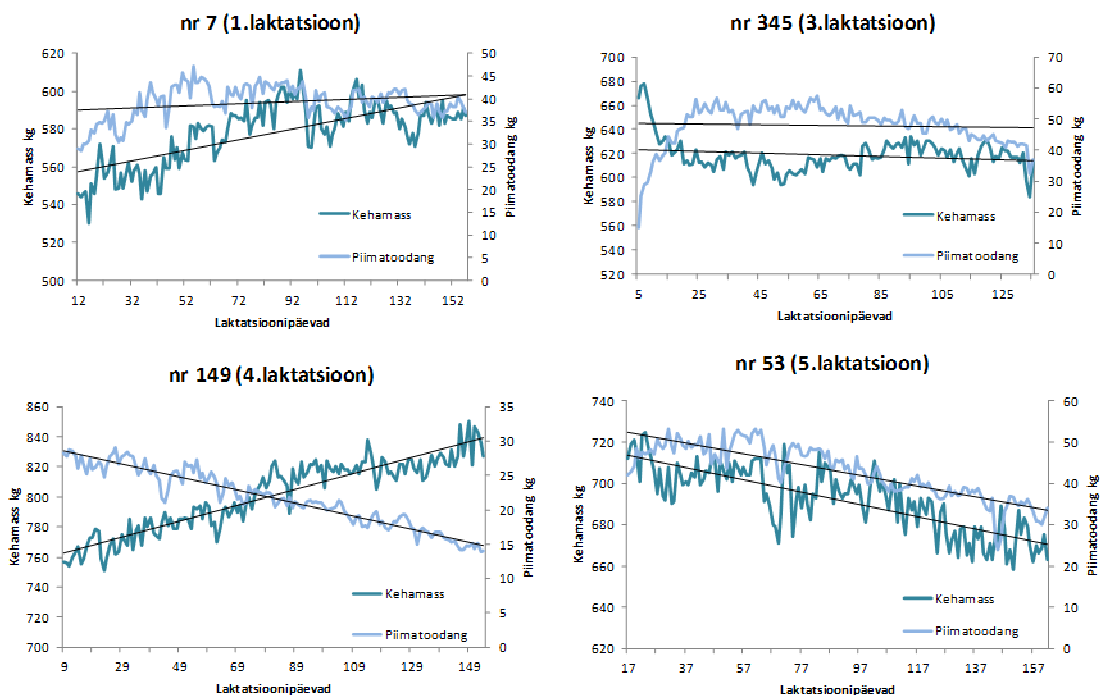 nr 7 (1.laktatsioon)
Kehamass kg
620
600
580
560
540
520
500
50
45
40
35
30
25
20
15
10
5
0
Piimatoodang kg
Kehamass
Piimatoodang
12 32 52 72 92 112 132 152
Laktatsioonipäevad
nr 345 (3.laktatsioon)
Kehamass kg
700
680
660
640
620
600
580
560
540
520
70
60
50
40
30
20
10
0
Piimatoodang kg
Kehamass
Piimatoodang
5 25 45 65 85 105 125
Laktatsioonipäevad
nr 149 (4.laktatsioon)
Kehamass kg
860
840
820
800
780
760
740
720
700
35
30
25
20
15
10
5
0
Piimatoodang kg
Kehamass
Piimatoodang
9 29 49 69 89 109 129 149
Laktatsioonipäevad
nr 53 (5.laktatsioon)
Kehamass kg
740
720
700
680
660
640
620
60
50
40
30
20
10
0
Piimatoodang kg
Kehamass
Piimatoodang
17 37 57 77 97 117 137 157
Laktatsioonipäevad